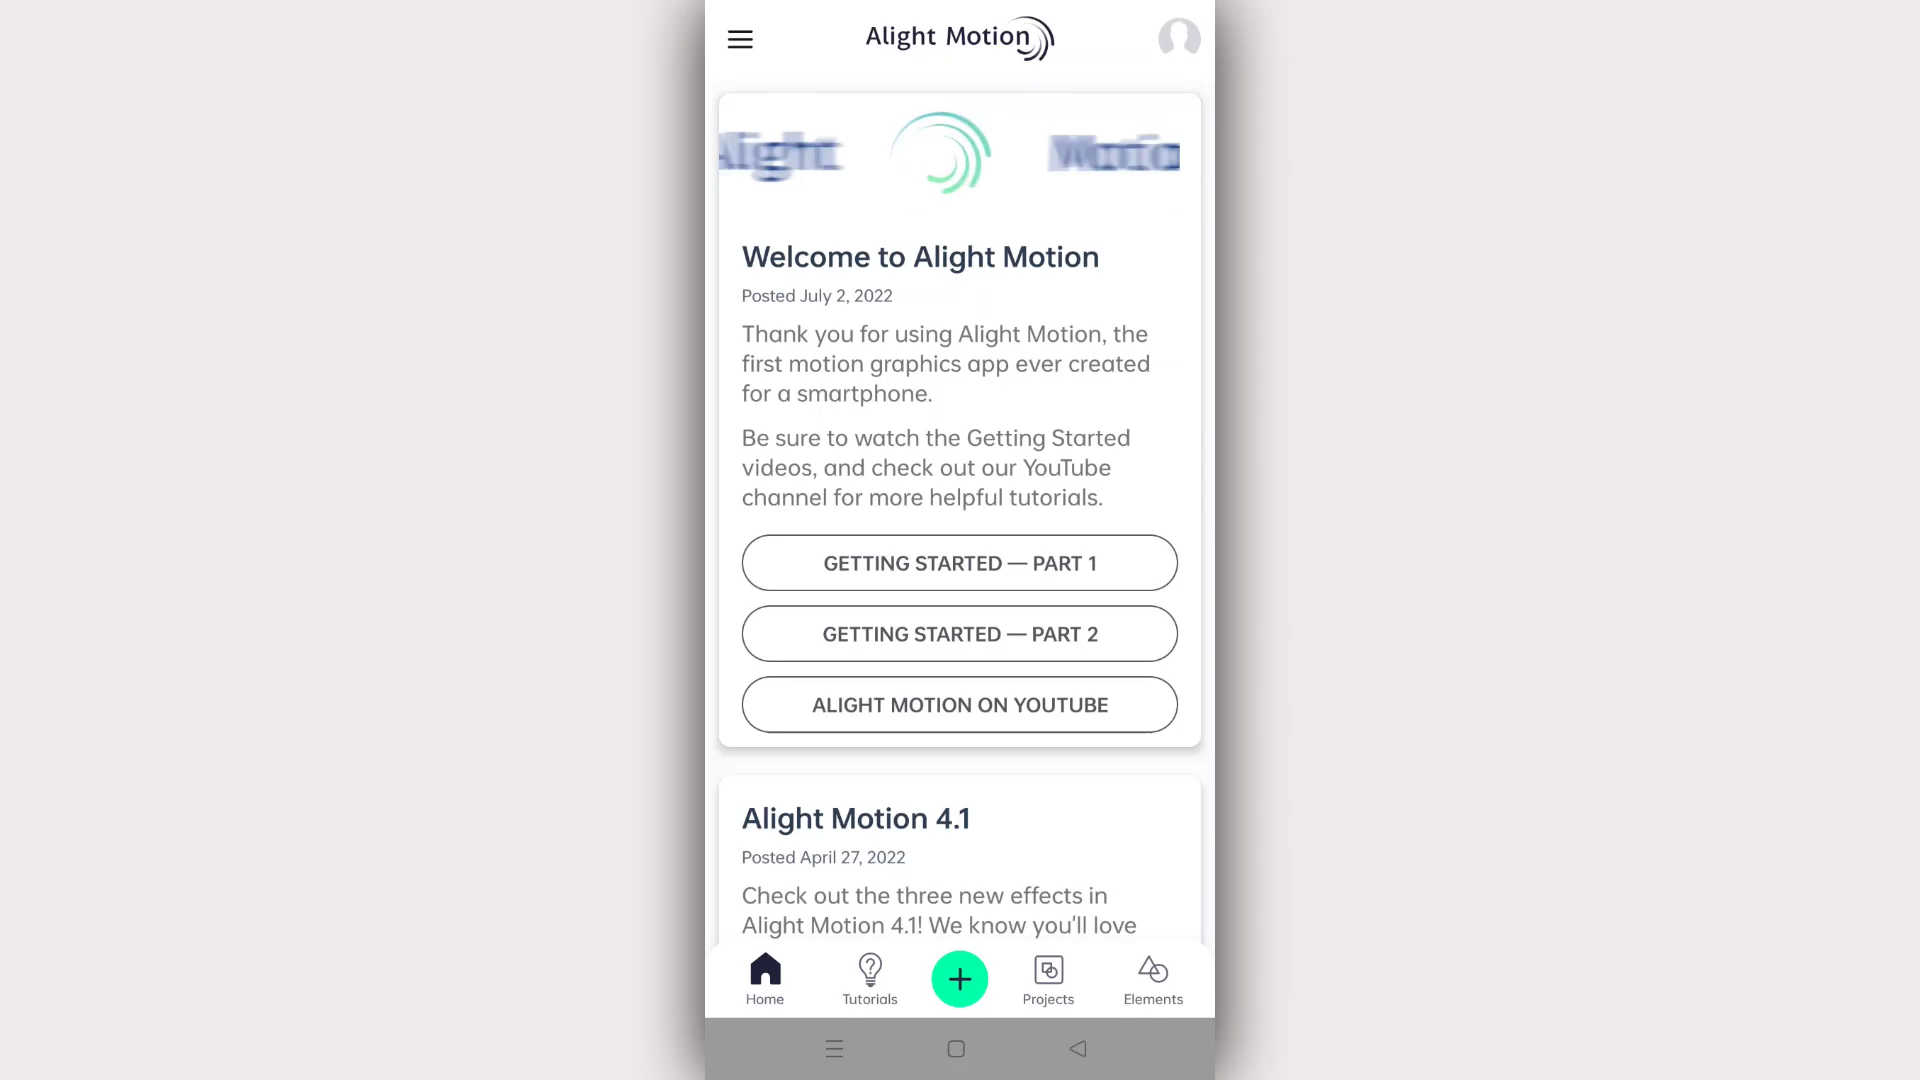 Alight Motion
Alight Motio
Welcome to Alight Motion
Posted July 2, 2022
Thank you for using Alight Motion, the
first motion graphics app ever created
for a smartphone.
Be sure to watch the Getting Started
videos, and check out our YouTube
channel for more helpful tutorials.
GETTING STARTED — PART 1
GETTING STARTED — PART 2
ALIGHT MOTION ON YOUTUBE
Alight Motion 4.1
Posted April 27, 2022
Check out the three new effects in
Alight Motion 4.1! We know you'll love
Home
Tutorials
Projects
Elements